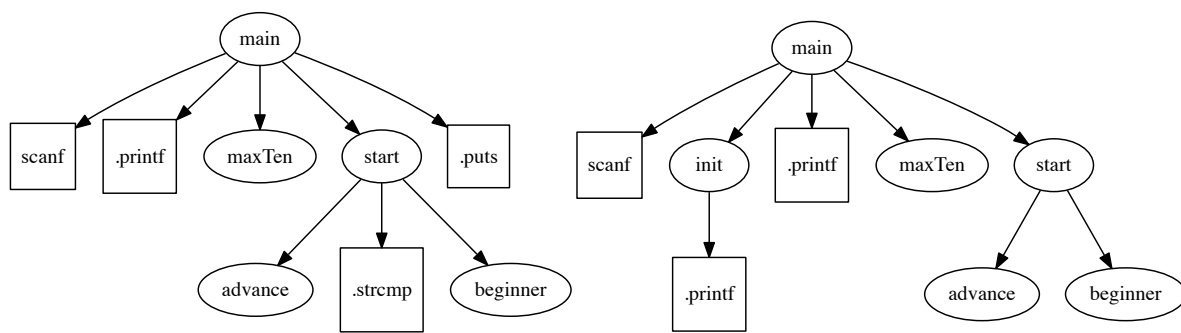 main
scanf
.printf
maxTen
start
.puts
advance
.strcmp
beginner
main
scanf
init
.printf
maxTen
start
.printf
advance
beginner